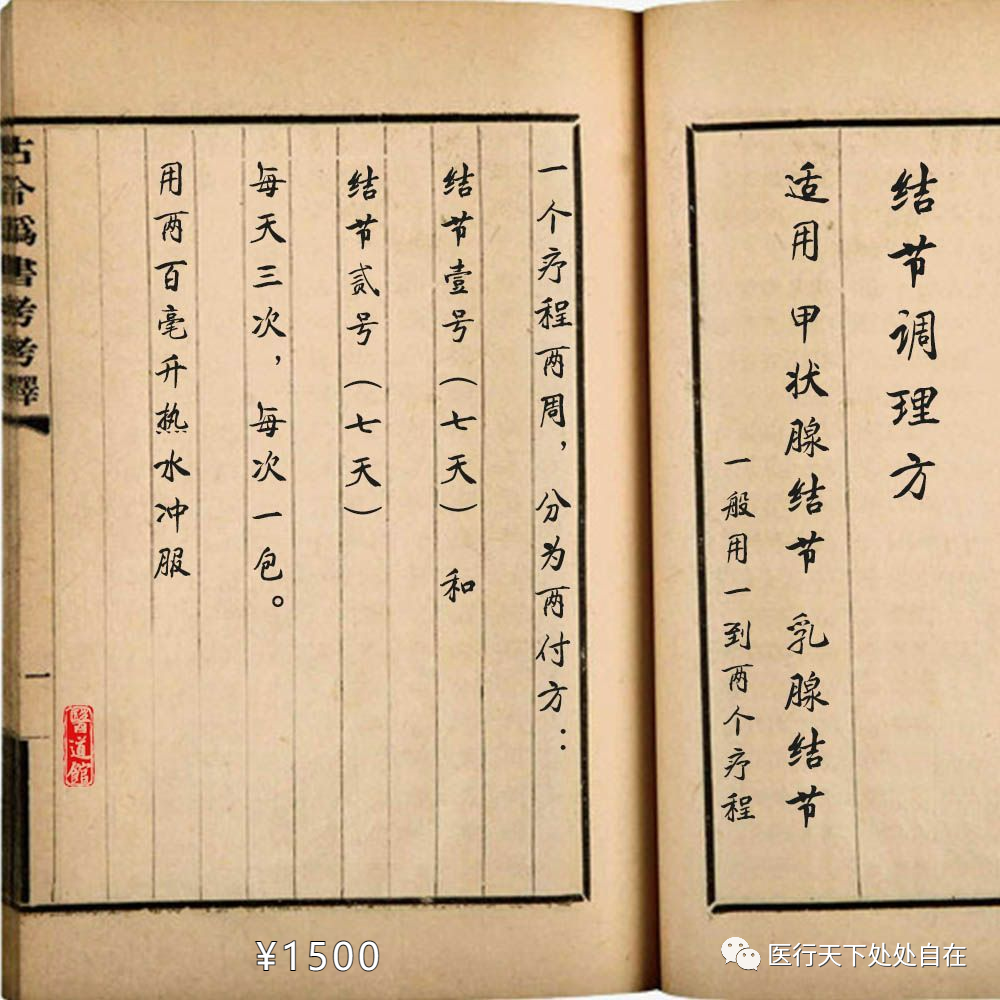 结节调理方
适用 甲状腺结节 乳腺结节
一般用一到两个疗程
一个疗程两周，分为两付方：
结节壹号（七天） 和
结节贰号（七天）
每天三次，每次一包。
用两百毫升热水冲服
古今伪書考考釋
一
醫道館
¥1500
医行天下处处自在